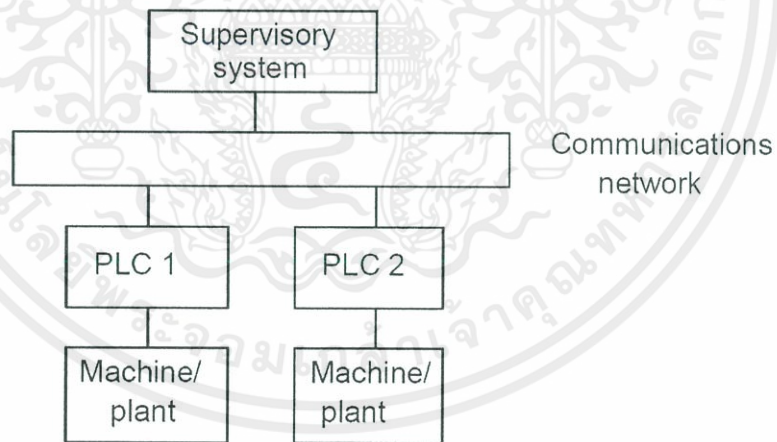 Supervisory
system
Communications
network
PLC 1
PLC 2
Machine/
plant
Machine/
plant